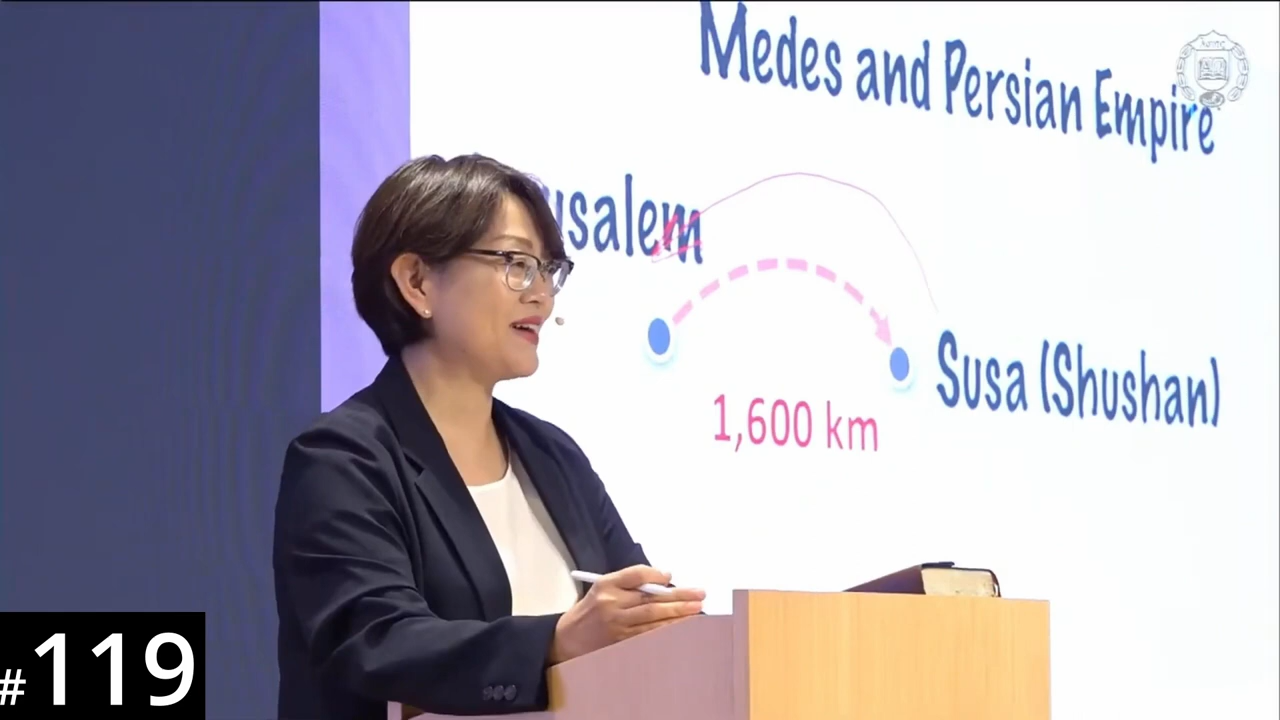 Medes and Persian Empire
usalem
Susa (Shushan)
1,600 km
#119